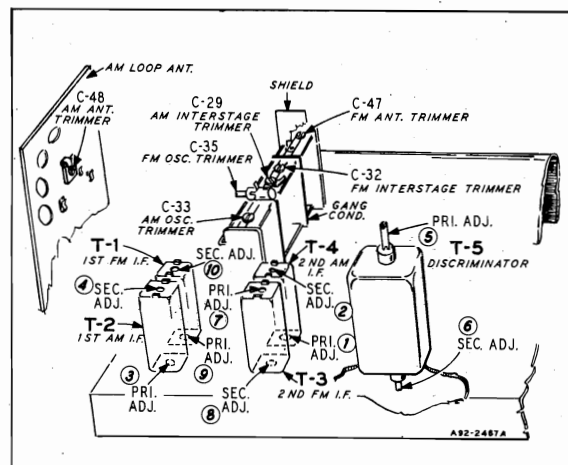 AM LOOP ANT.
C-48
AM ANT.
TRIMMER
SHIELD
C-29
AM INTERSTAGE
TRIMMER
C-47
FM ANT. TRIMMER
C-35
FM OSC. TRIMMER
C-32
FM INTERSTAGE TRIMMER
C-33
AM OSC.
TRIMMER
GANG
COND.
PRI. ADJ.
5
T-5
DISCRIMINATOR
T-1
1ST FM I.F.
SEC. ADJ.
10
T-4
2ND AM
I.F.
4
SEC.
ADJ.
PRI.
ADJ.
7
SEC.
ADJ.
2
T-2
1ST AM I.F.
PRI.
ADJ.
9
PRI.
ADJ.
1
6
SEC. ADJ.
3
PRI.
ADJ.
SEC.
ADJ.
8
T-3
2ND FM I.F.
A92-2467A